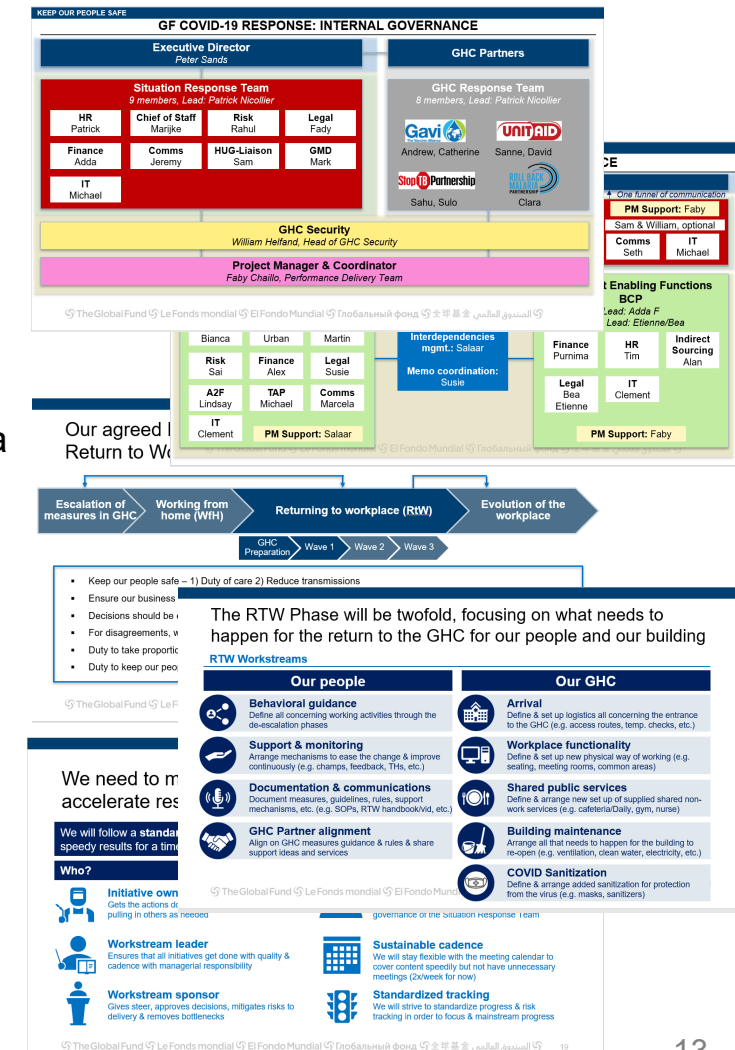 KEEP OUR PEOPLE SAFE
GF COVID-19 RESPONSE: INTERNAL GOVERNANCE
Executive Director
Peter Sands
GHC Partners
Situation Response Team
9 members, Lead: Patrick Nicollier
HR
Patrick
Chief of Staff
Marijke
Risk
Rahul
Legal
Fady
Finance
Adda
Comms
Jeremy
HUG-Liaison
Sam
GMD
Mark
IT
Michael
GHC Response Team
8 members, Lead: Patrick Nicollier
Gavi
The Vaccine Alliance
UNITAID
Andrew, Catherine
Sanne, David
Stop TB Partnership
ROLL BACK MALARIA PARTNERSHIP
Sahu, Sulo
Clara
GHC Security
William Helfand, Head of GHC Security
Project Manager & Coordinator
Faby Chaillo, Performance Delivery Team
The Global Fund Le Fonds mondial El Fondo Mundial Глобальный фонд 全球基金 الصندوق العالمي
CE
One funnel of communication
PM Support: Faby
Sam & William, optional
Comms
Seth
IT
Michael
t Enabling Functions
BCP
Lead: Adda F
Lead: Etienne/Bea
Finance
Purnima
HR
Tim
Indirect
Sourcing
Alan
Legal
Bea
Etienne
IT
Clement
PM Support: Faby
Bianca
Urban
Martin
Risk
Sai
Finance
Alex
Legal
Susie
A2F
Lindsay
TAP
Michael
Comms
Marcela
IT
Clement
PM Support: Salaar
Interdependencies
mgmt.: Salaar
Memo coordination:
Susie
a
Our agreed
Return to Wo
Escalation of
measures in GHC
Working from
home (WfH)
Returning to workplace (RtW)
Evolution of the
workplace
GHC
Preparation
Wave 1
Wave 2
Wave 3
Keep our people safe – 1) Duty of care 2) Reduce transmissions
Ensure our business
Decisions should be
For disagreements, w
Duty to take proportio
Duty to keep our peop
The Global Fund Le F
The RTW Phase will be twofold, focusing on what needs to
happen for the return to the GHC for our people and our building
RTW Workstreams
Our people
Behavioral guidance
Define all concerning working activities through the
de-escalation phases
Support & monitoring
Arrange mechanisms to ease the change & improve
continuously (e.g. champs, feedback, THs, etc.)
Documentation & communications
Document measures, guidelines, rules, support
mechanisms, etc. (e.g. SOPs, RTW handbook/vid, etc.)
GHC Partner alignment
Align on GHC measures guidance & rules & share
support ideas and services
Our GHC
Arrival
Define & set up logistics all concerning the entrance
to the GHC (e.g. access routes, temp. checks, etc.)
Workplace functionality
Define & set up new physical way of working (e.g.
seating, meeting rooms, common areas)
Shared public services
Define & arrange new set up of supplied shared non-
work services (e.g. cafeteria/Daily, gym, nurse)
Building maintenance
Arrange all that needs to happen for the building to
re-open (e.g. ventilation, clean water, electricity, etc.)
COVID Sanitization
Define & arrange added sanitization for protection
from the virus (e.g. masks, sanitizers)
The Global Fund Le Fonds mondial El Fondo Mund
We need to m
accelerate res
We will follow a standar
speedy results for a time
Who?
Initiative own
Gets the actions do
pulling in others as needed
Workstream leader
Ensures that all initiatives get done with quality &
cadence with managerial responsibility
Workstream sponsor
Gives steer, approves decisions, mitigates risks to
delivery & removes bottlenecks
governance of the Situation Response Team
Sustainable cadence
We will stay flexible with the meeting calendar to
cover content speedily but not have unnecessary
meetings (2x/week for now)
Standardized tracking
We will strive to standardize progress & risk
tracking in order to focus & mainstream progress
The Global Fund Le Fonds mondial El Fondo Mundial Глобальный фонд 全球基金 الصندوق العالمي
19